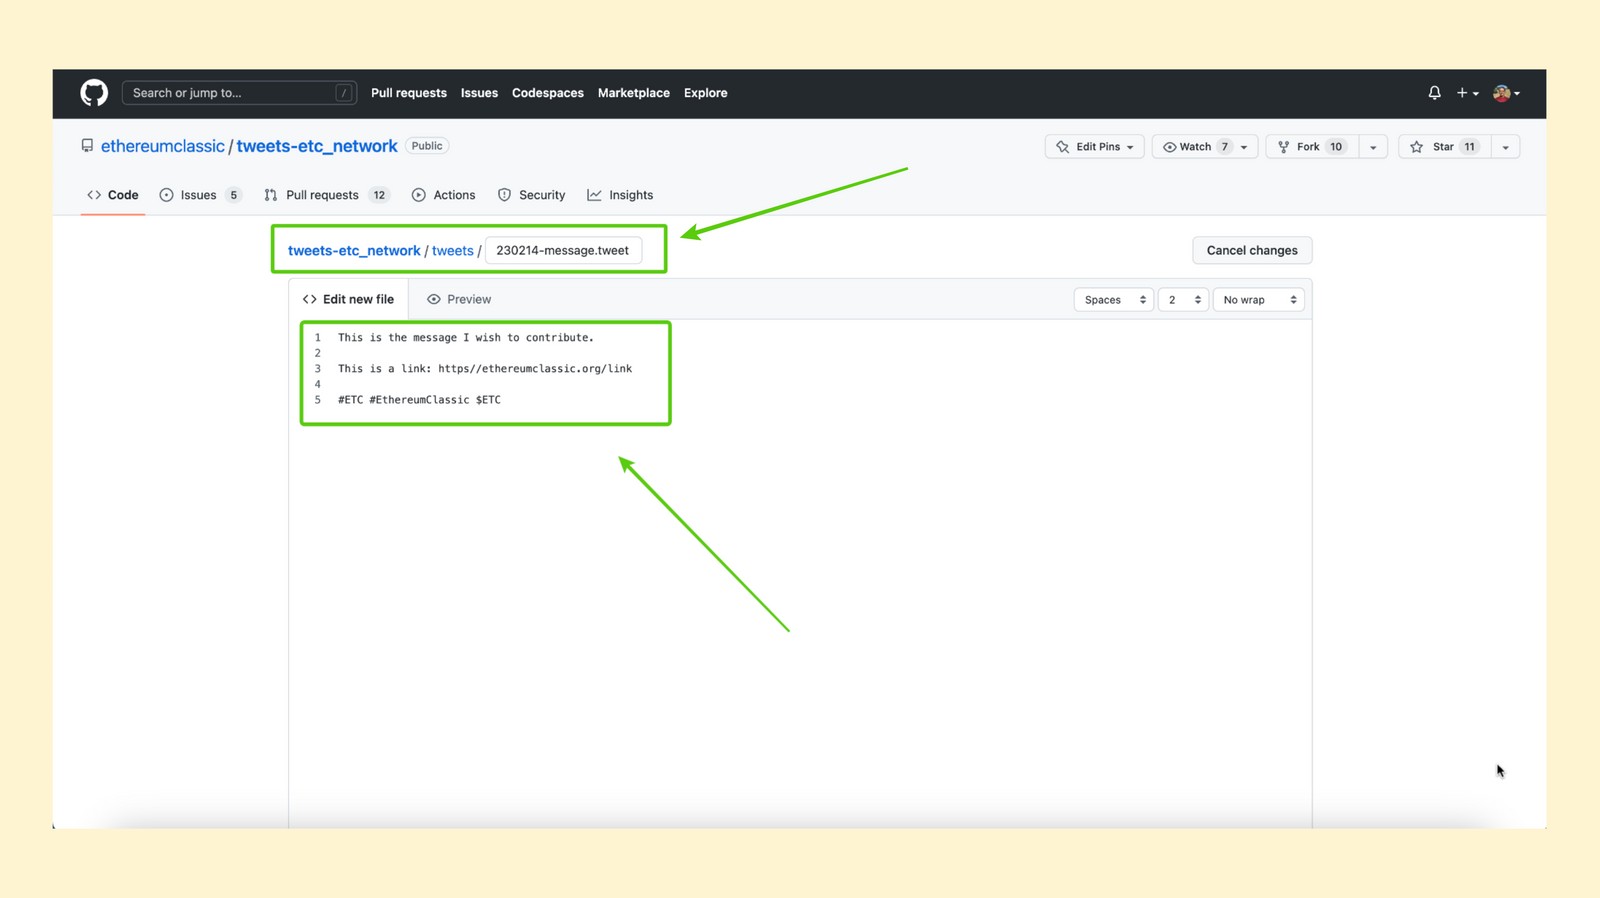 Search or jump to... /
Pull requests Issues Codespaces Marketplace Explore
ethereumclassic / tweets-etc_network Public
Edit Pins Watch 7 Fork 10 Star 11
Code Issues 5 Pull requests 12 Actions Security Insights
tweets-etc_network / tweets / 230214-message.tweet
Cancel changes
Edit new file Preview
Spaces 2 No wrap
1 This is the message I wish to contribute.
2
3 This is a link: https//ethereumclassic.org/link
4
5 #ETC #EthereumClassic $ETC